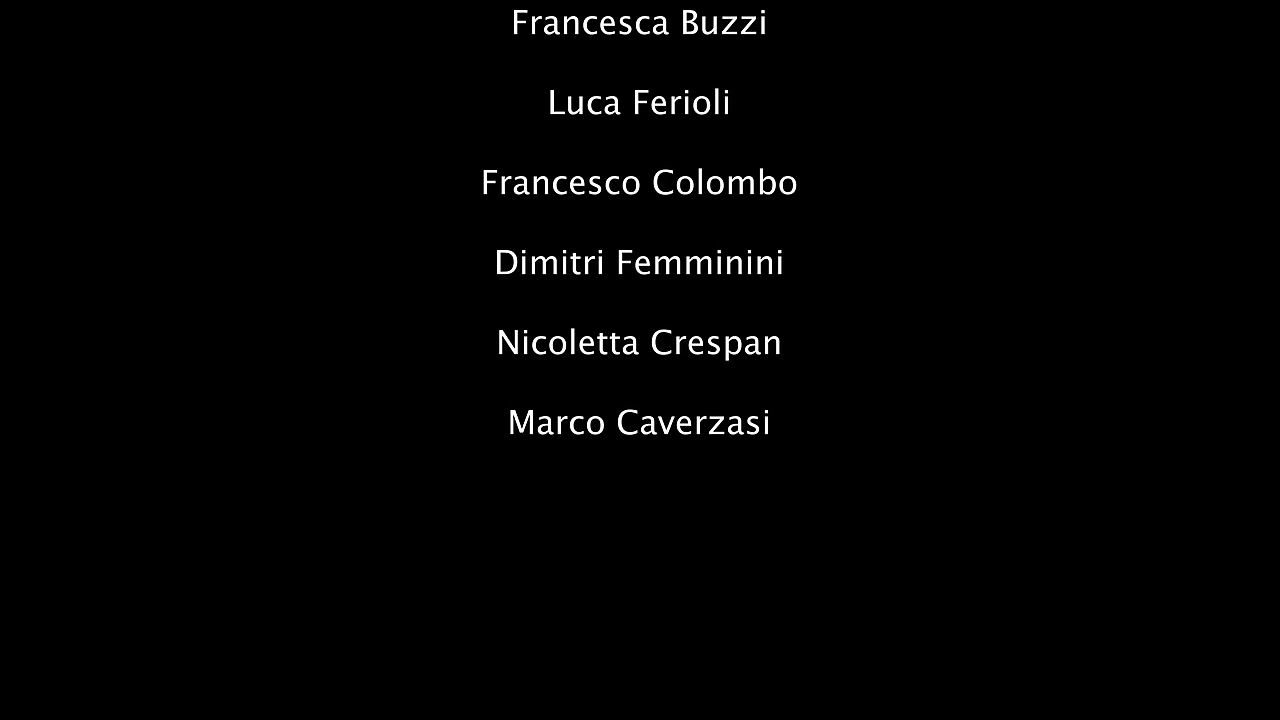 Francesca Buzzi
Luca Ferioli
Francesco Colombo
Dimitri Femminini
Nicoletta Crespan
Marco Caverzasi